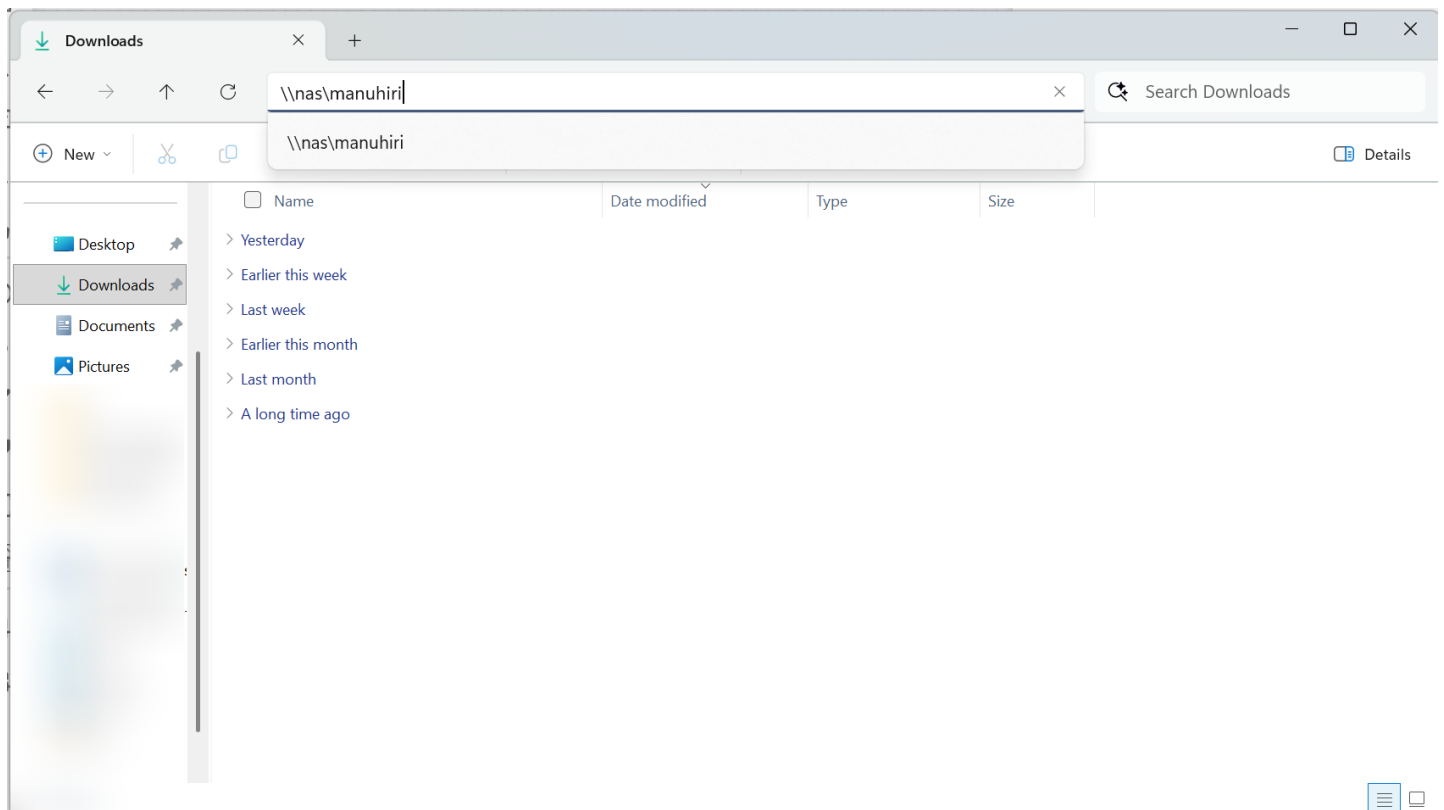 Downloads
\\nas\manuhiri
Search Downloads
\\nas\manuhiri
New
Details
Name
Date modified
Type
Size
Desktop
Downloads
Documents
Pictures
Yesterday
Earlier this week
Last week
Earlier this month
Last month
A long time ago